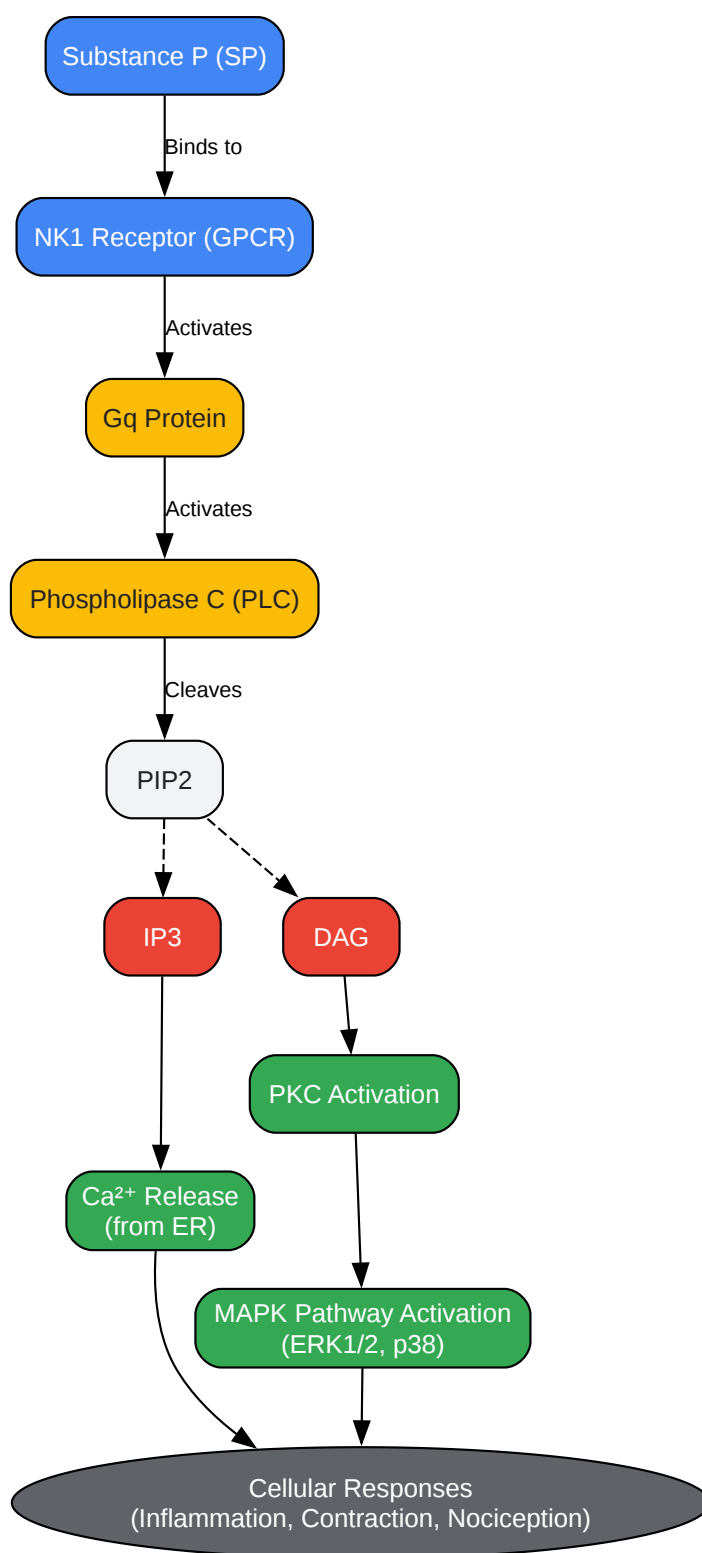 Substance P (SP)
Binds to
NK1 Receptor (GPCR)
Activates
Gq Protein
Activates
Phospholipase C (PLC)
Cleaves
PIP2
IP3
DAG
PKC Activation
Ca²⁺ Release
(from ER)
MAPK Pathway Activation
(ERK1/2, p38)
Cellular Responses
(Inflammation, Contraction, Nociception)